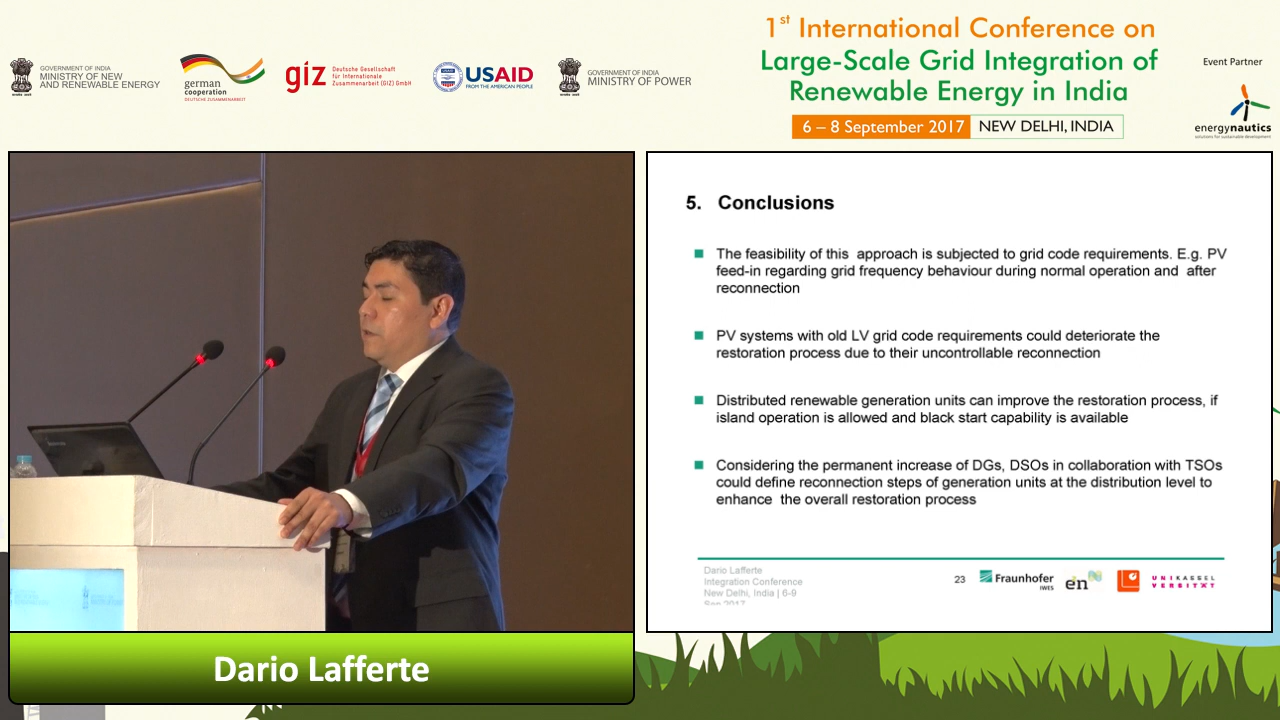 GOVERNMENT OF INDIA
MINISTRY OF NEW
AND RENEWABLE ENERGY
german
cooperation
DEUTSCHE ZUSAMMENARBEIT
giz
Deutsche Gesellschaft
für Internationale
Zusammenarbeit (GIZ) GmbH
USAID
FROM THE AMERICAN PEOPLE
GOVERNMENT OF INDIA
MINISTRY OF POWER
1st International Conference on
Large-Scale Grid Integration of
Renewable Energy in India
6 – 8 September 2017 NEW DELHI, INDIA
Event Partner
energynautics
solutions for sustainable development
5. Conclusions
The feasibility of this approach is subjected to grid code requirements. E.g. PV
feed-in regarding grid frequency behaviour during normal operation and after
reconnection
PV systems with old LV grid code requirements could deteriorate the
restoration process due to their uncontrollable reconnection
Distributed renewable generation units can improve the restoration process, if
island operation is allowed and black start capability is available
Considering the permanent increase of DGs, DSOs in collaboration with TSOs
could define reconnection steps of generation units at the distribution level to
enhance the overall restoration process
Dario Lafferte
Integration Conference
New Delhi, India | 6-9
Sep 2017
23
Fraunhofer
IWES
en
UNIKASSEL
VERSITÄT
Dario Lafferte